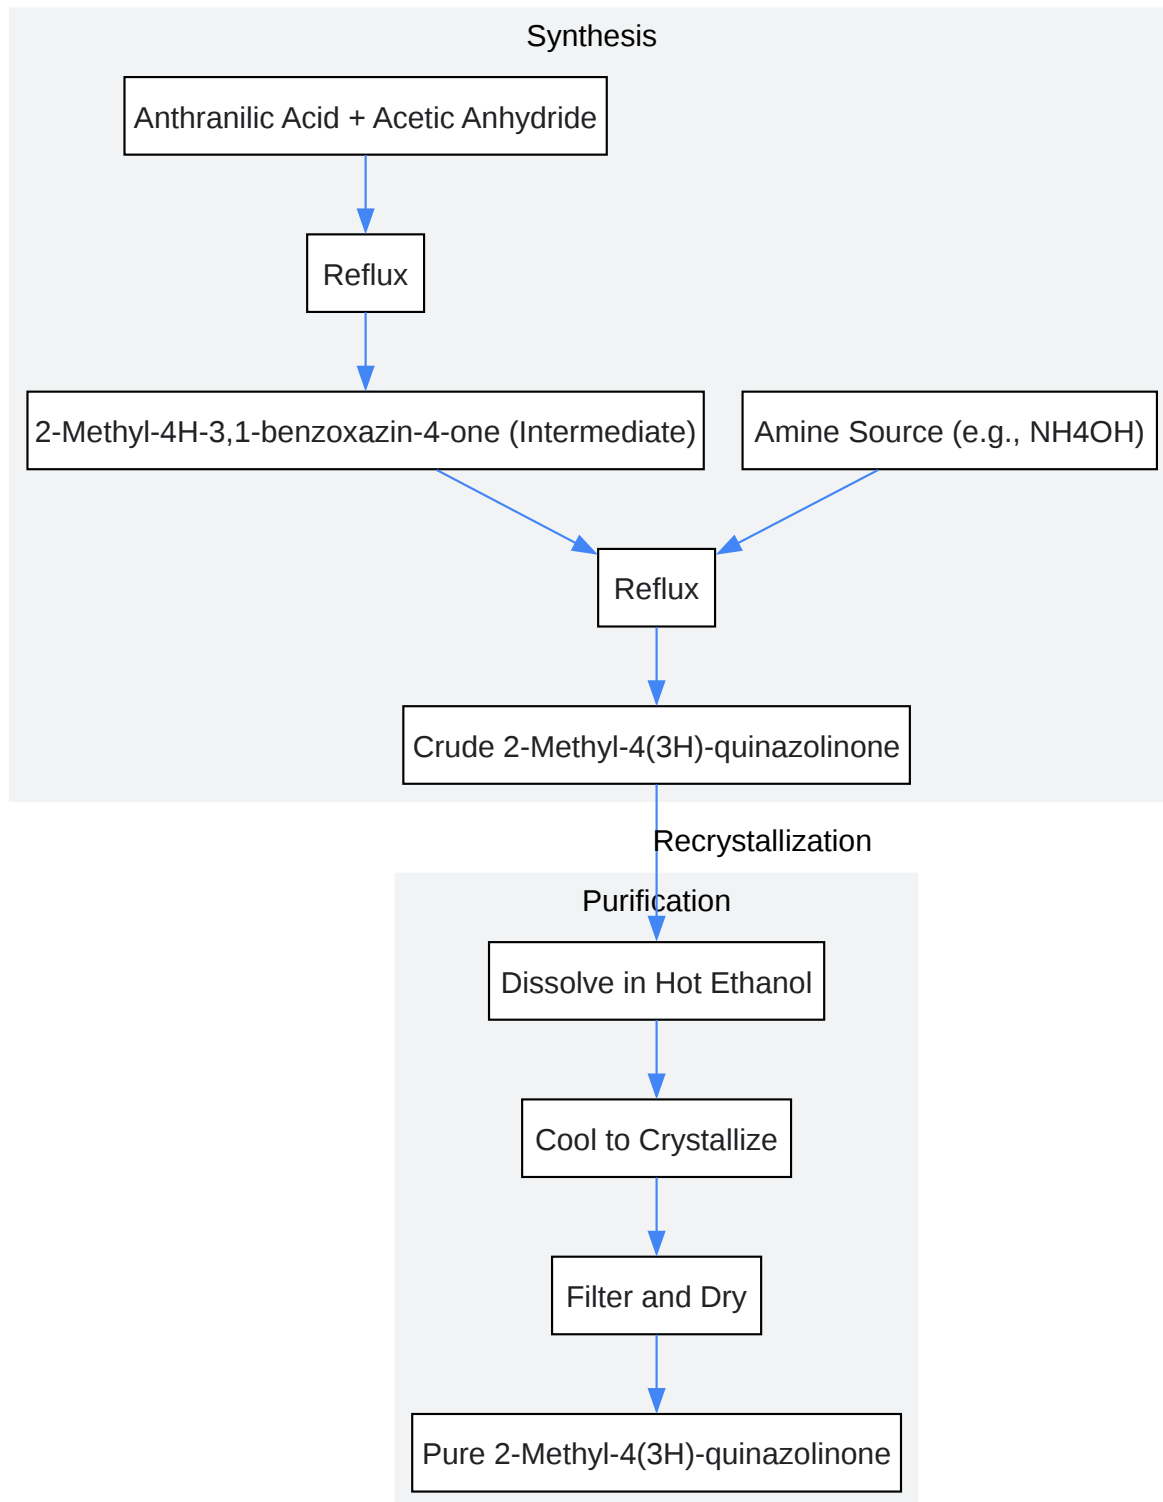 Synthesis
Anthranilic Acid + Acetic Anhydride
Reflux
2-Methyl-4H-3,1-benzoxazin-4-one (Intermediate)
Amine Source (e.g., NH4OH)
Reflux
Crude 2-Methyl-4(3H)-quinazolinone
Recrystallization
Purification
Dissolve in Hot Ethanol
Cool to Crystallize
Filter and Dry
Pure 2-Methyl-4(3H)-quinazolinone